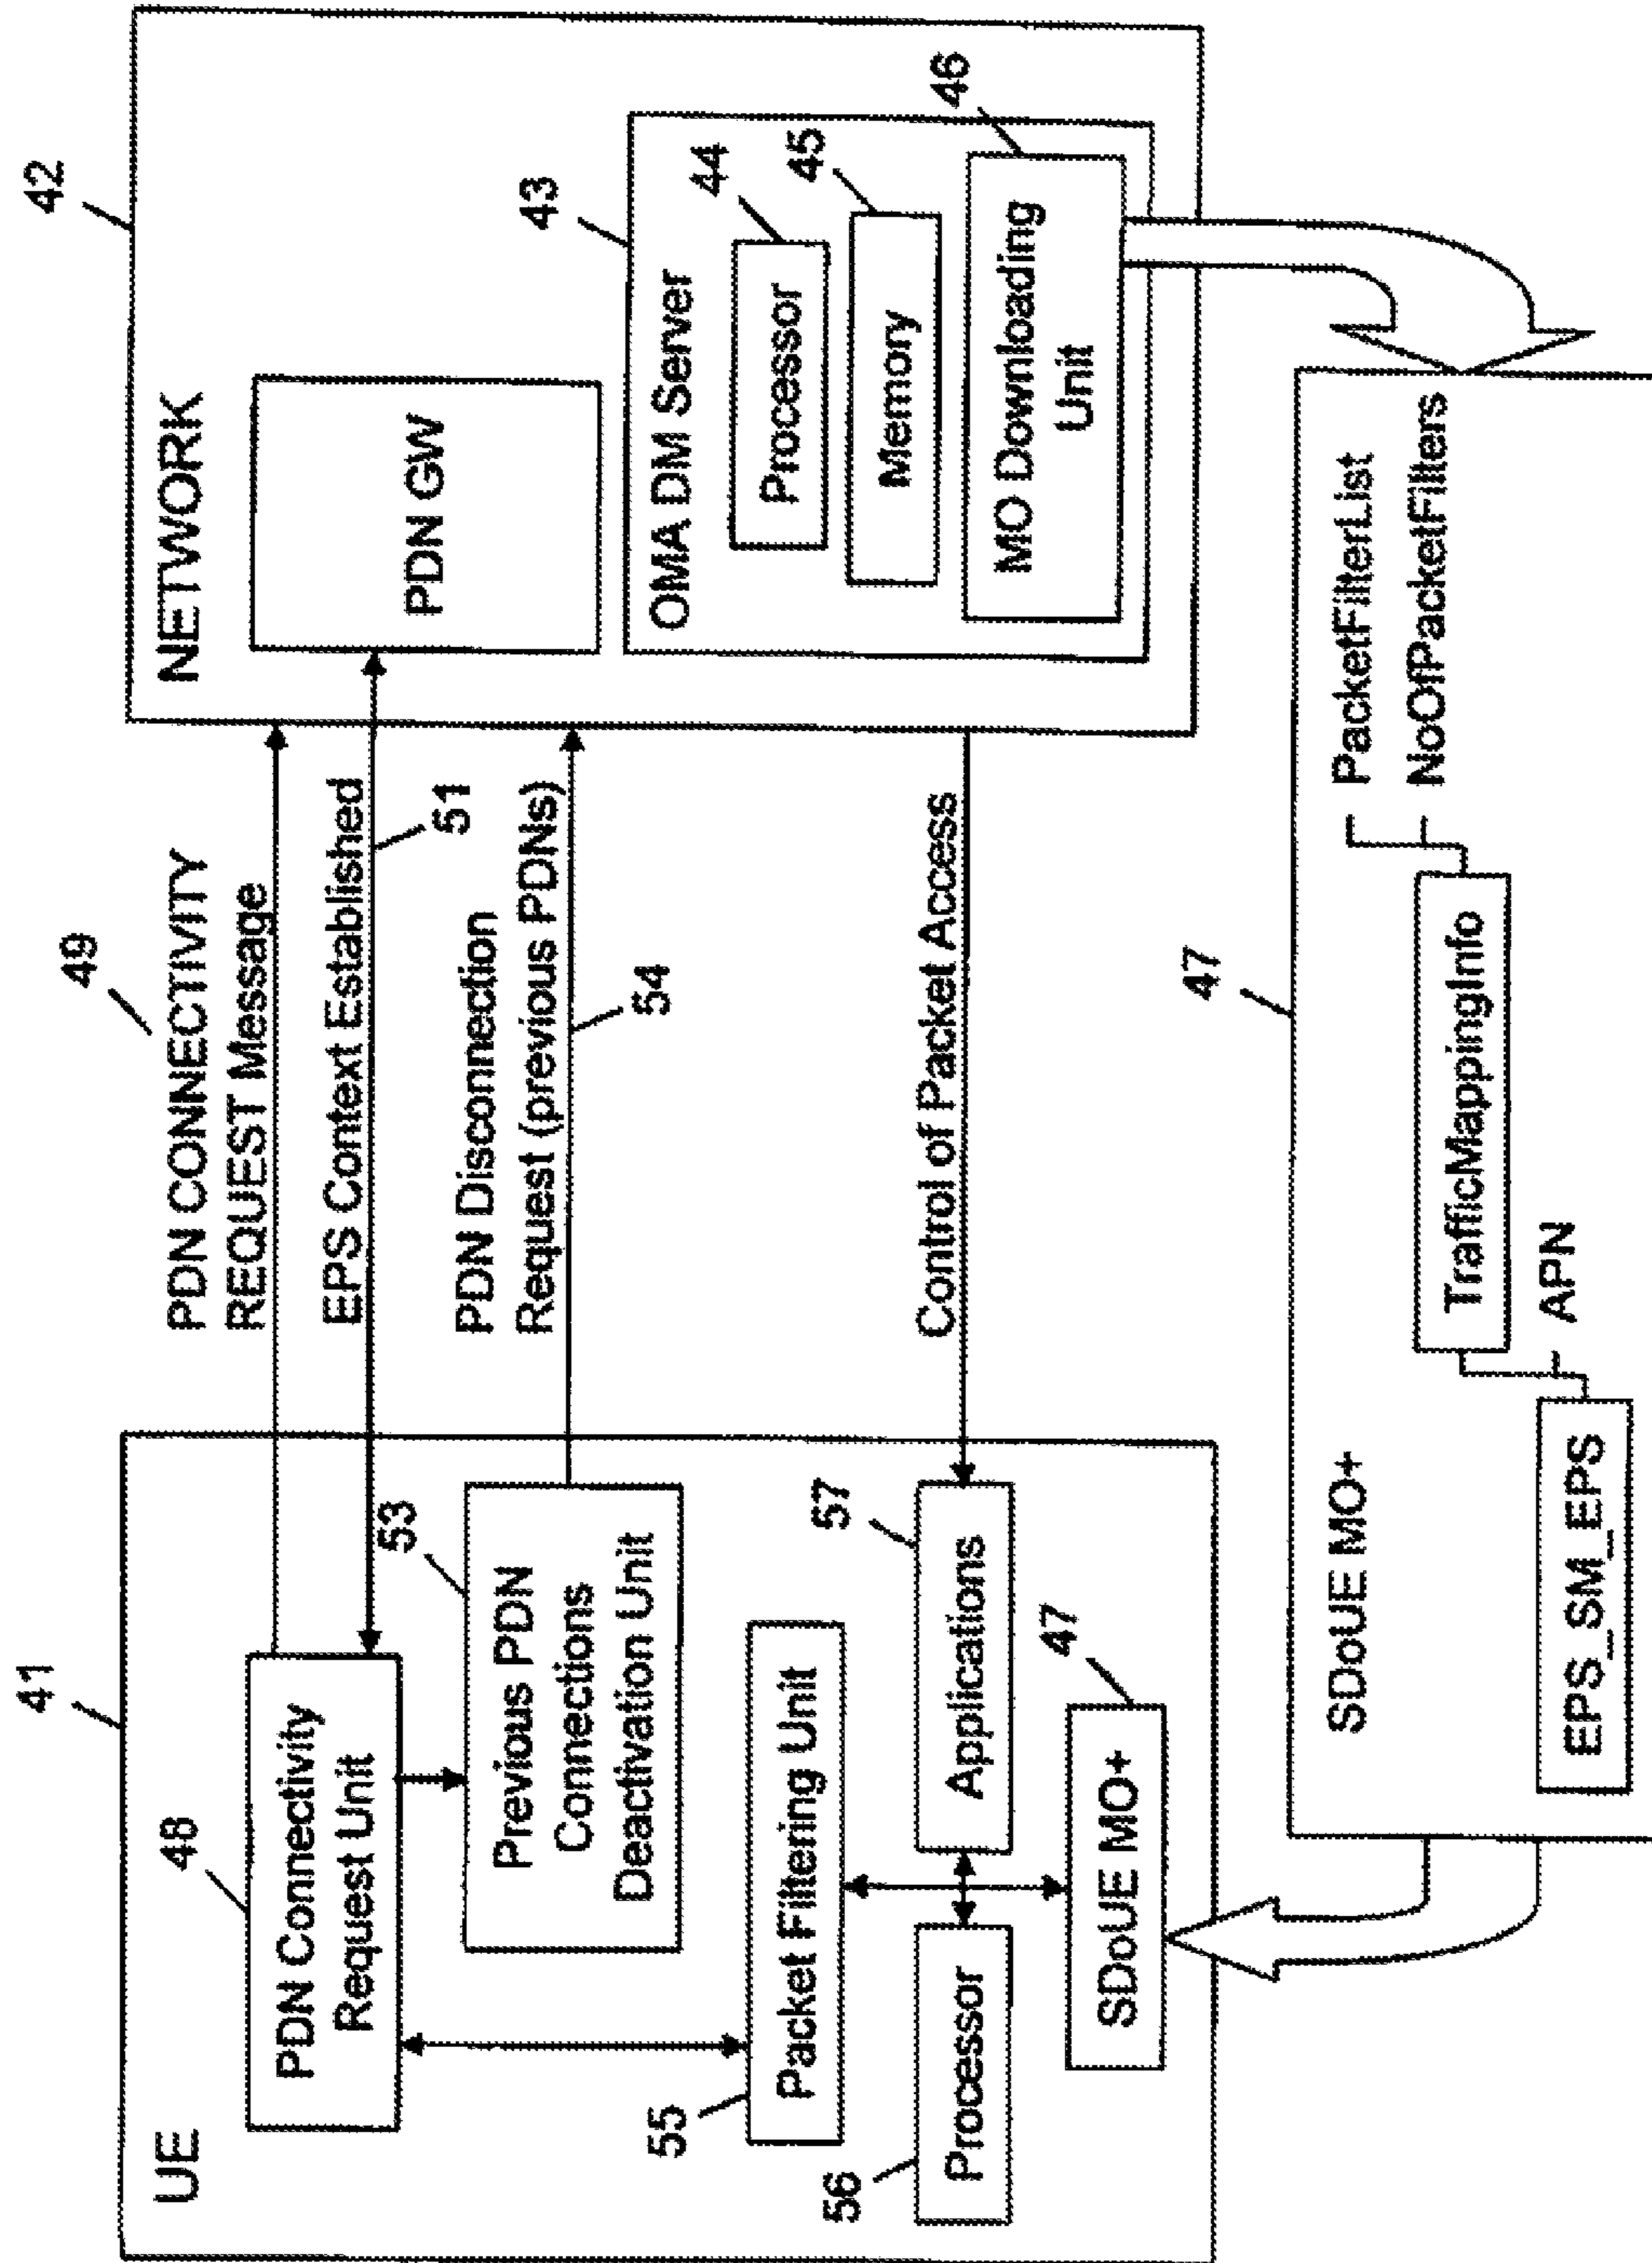 41
UE
48
PDN Connectivity
Request Unit
53
Previous PDN
Connections
Deactivation Unit
55
Packet Filtering Unit
56
Processor
57
Applications
47
SDoUE MO+
49
PDN CONNECTIVITY
REQUEST Message
EPS Context Established
51
PDN Disconnection
Request (previous PDNs)
54
Control of Packet Access
42
NETWORK
PDN GW
43
OMA DM Server
44
Processor
45
Memory
46
MO Downloading
Unit
47
SDoUE MO+
EPS_SM_EPS
APN
TrafficMappingInfo
PacketFilterList
NoOfPacketFilters